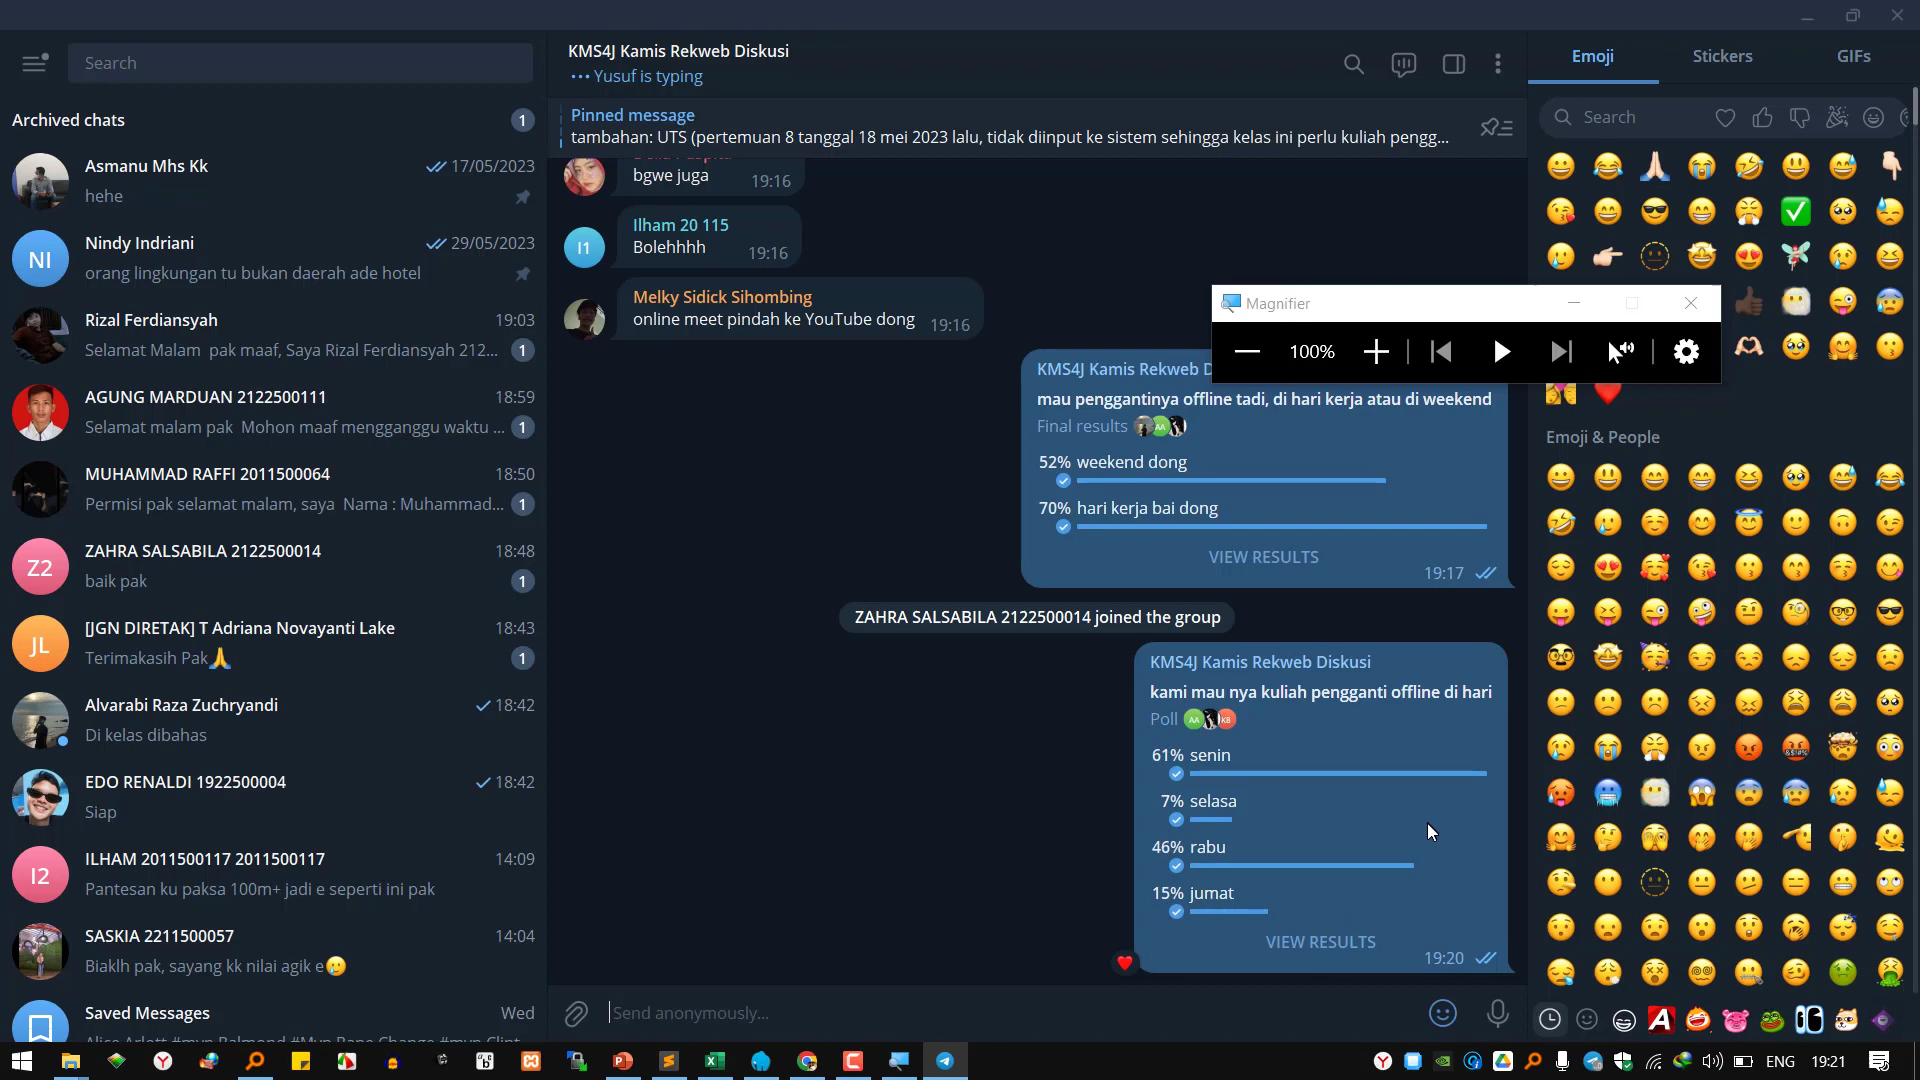 Search
Archived chats
1
Asmanu Mhs Kk
17/05/2023
hehe
NI
Nindy Indriani
29/05/2023
orang lingkungan tu bukan daerah ade hotel
Rizal Ferdiansyah
19:03
Selamat Malam pak maaf, Saya Rizal Ferdiansyah 212...
1
AGUNG MARDUAN 2122500111
18:59
Selamat malam pak Mohon maaf mengganggu waktu ...
1
MUHAMMAD RAFFI 2011500064
18:50
Permisi pak selamat malam, saya Nama : Muhammad...
1
Z2
ZAHRA SALSABILA 2122500014
18:48
baik pak
1
JL
[JGN DIRETAK] T Adriana Novayanti Lake
18:43
Terimakasih Pak🙏
1
Alvarabi Raza Zuchryandi
18:42
Di kelas dibahas
EDO RENALDI 1922500004
18:42
Siap
I2
ILHAM 2011500117 2011500117
14:09
Pantesan ku paksa 100m+ jadi e seperti ini pak
SASKIA 2211500057
14:04
Biaklh pak, sayang kk nilai agik e🥲
Saved Messages
Wed
KMS4J Kamis Rekweb Diskusi
Yusuf is typing
Pinned message
tambahan: UTS (pertemuan 8 tanggal 18 mei 2023 lalu, tidak diinput ke sistem sehingga kelas ini perlu kuliah pengg...
bgwe juga
19:16
I1
Ilham 20 115
Bolehhhh
19:16
Melky Sidick Sihombing
online meet pindah ke YouTube dong
19:16
KMS4J Kamis Rekweb D
mau penggantinya offline tadi, di hari kerja atau di weekend
Final results
AA
52% weekend dong
70% hari kerja bai dong
VIEW RESULTS
19:17
ZAHRA SALSABILA 2122500014 joined the group
KMS4J Kamis Rekweb Diskusi
kami mau nya kuliah pengganti offline di hari
Poll
AA
KB
61% senin
7% selasa
46% rabu
15% jumat
VIEW RESULTS
19:20
Send anonymously...
Emoji
Stickers
GIFs
Search
Magnifier
100%
Emoji & People
ENG
19:21